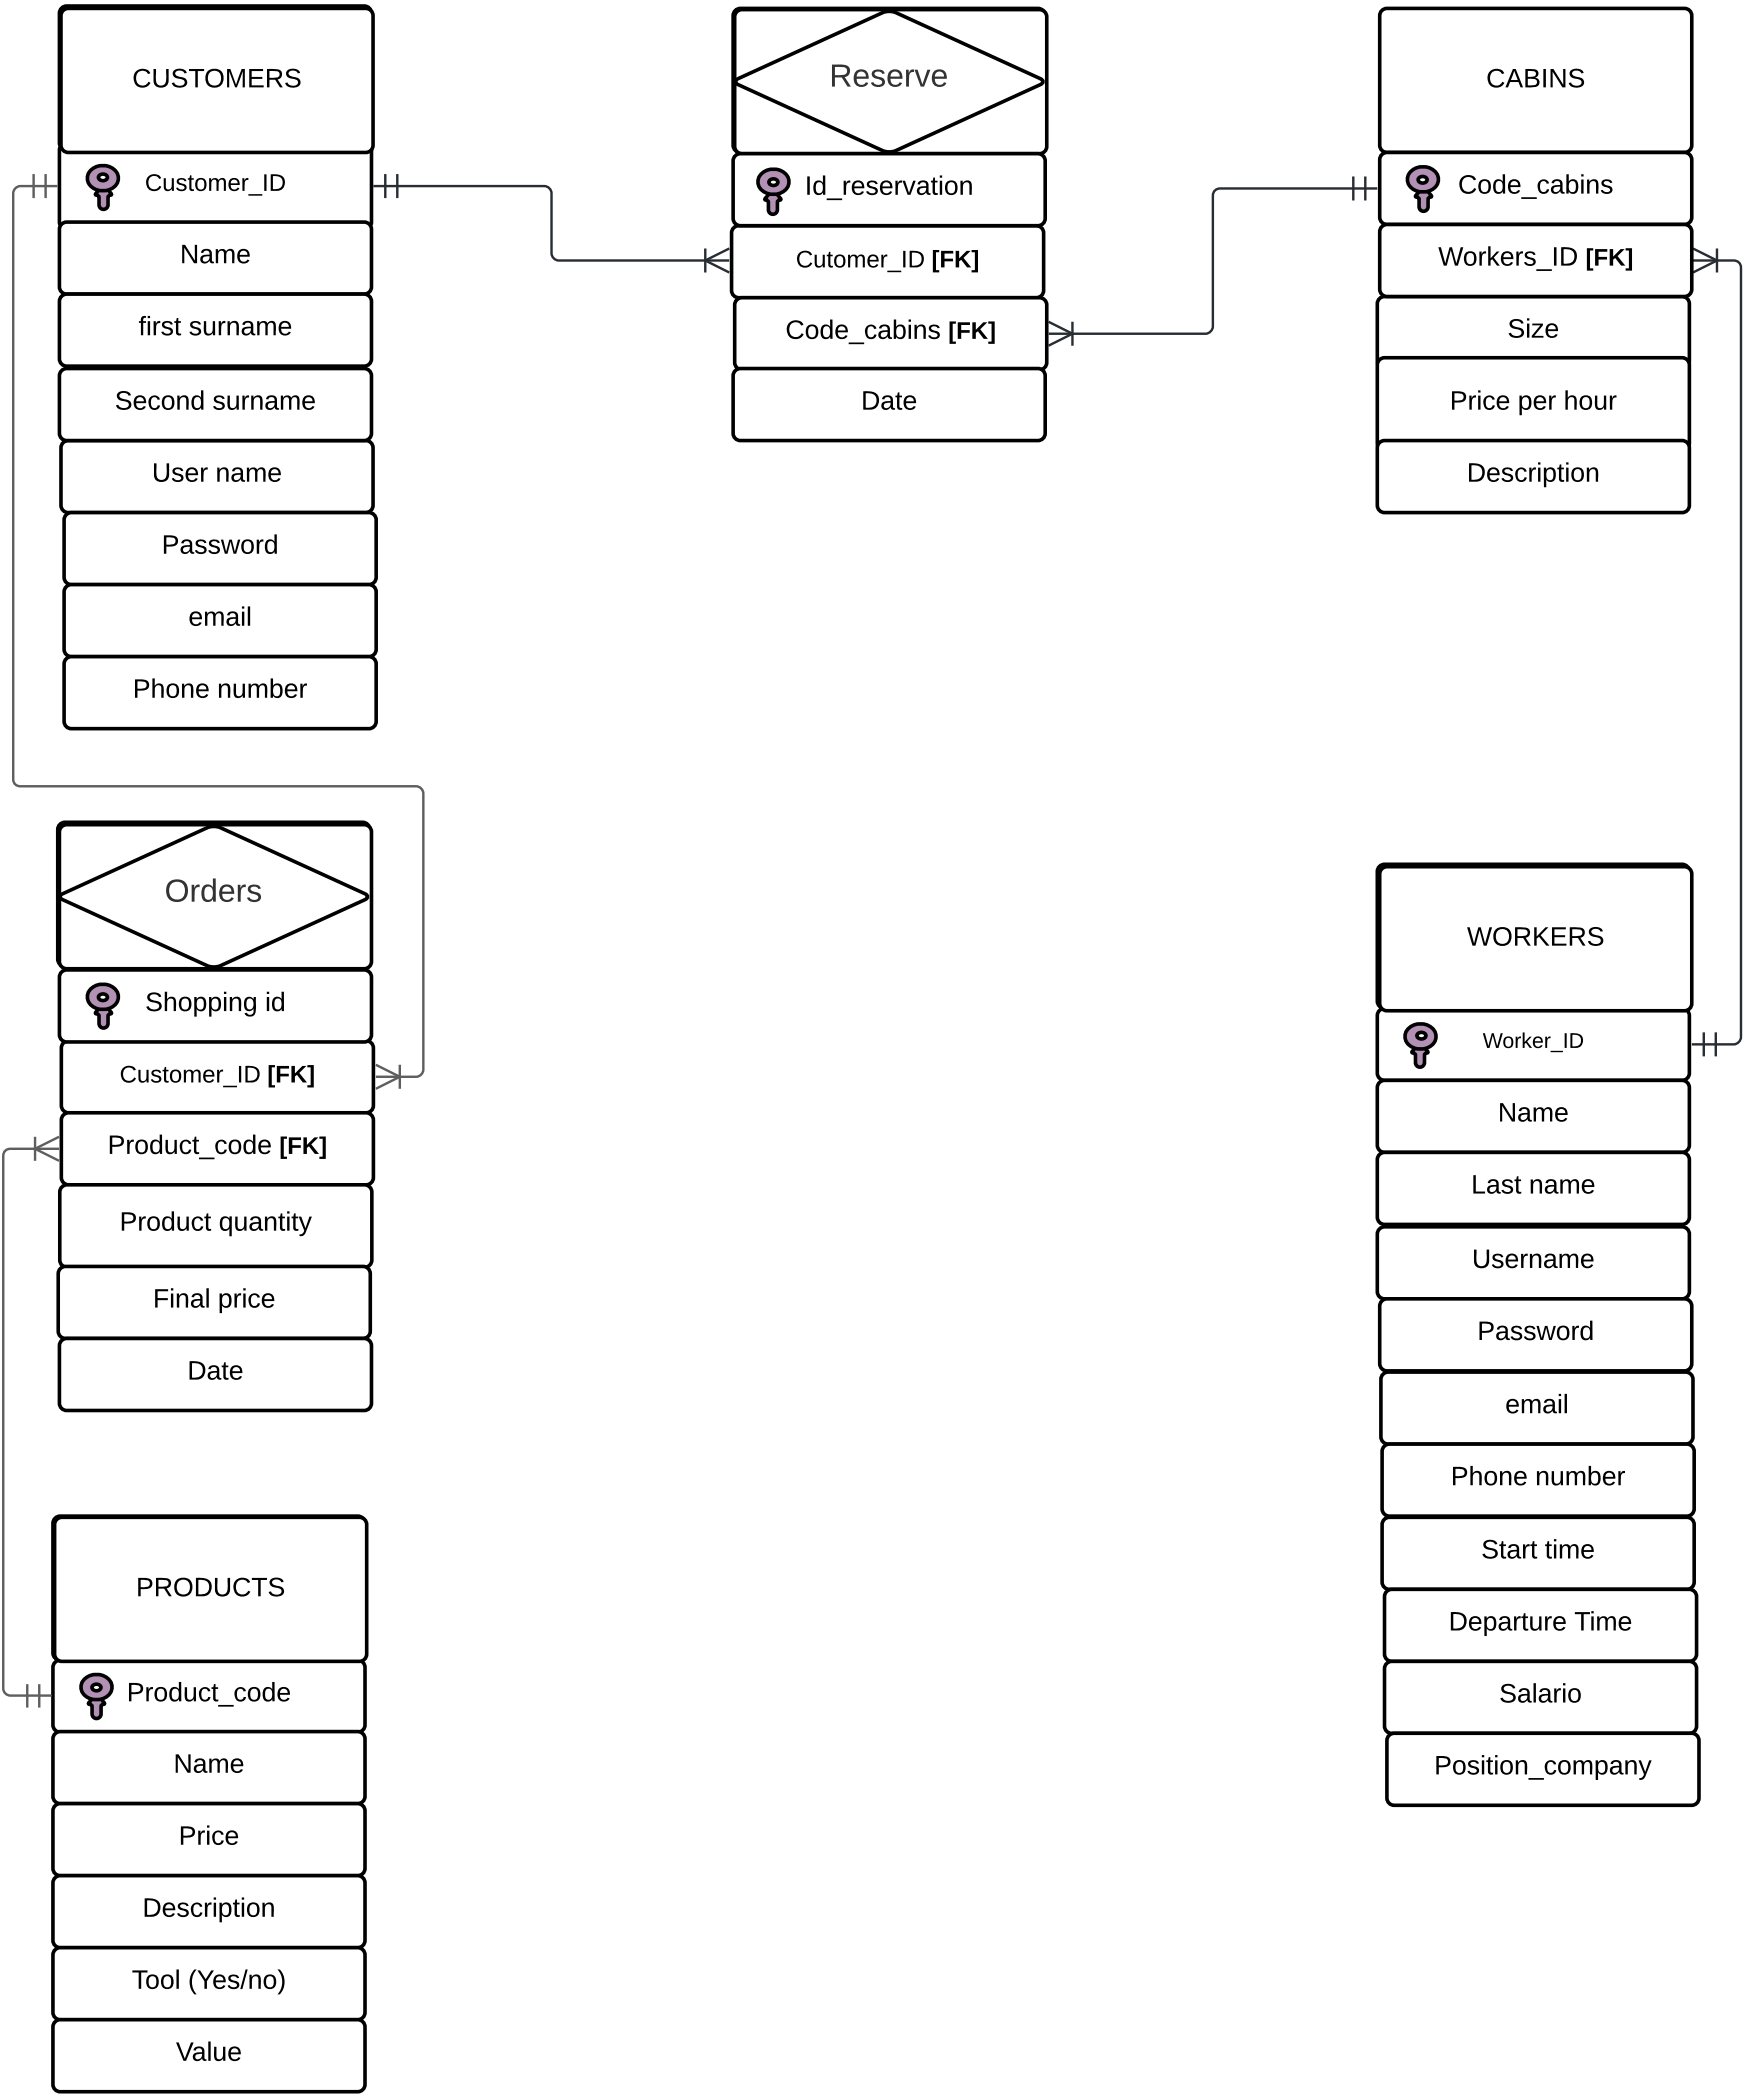 CUSTOMERS
Customer_ID
Name
first surname
Second surname
User name
Password
email
Phone number
Reserve
Id_reservation
Cutomer_ID [FK]
Code_cabins [FK]
Date
CABINS
Code_cabins
Workers_ID [FK]
Size
Price per hour
Description
Orders
Shopping id
Customer_ID [FK]
Product_code [FK]
Product quantity
Final price
Date
WORKERS
Worker_ID
Name
Last name
Username
Password
email
Phone number
Start time
Departure Time
Salario
Position_company
PRODUCTS
Product_code
Name
Price
Description
Tool (Yes/no)
Value